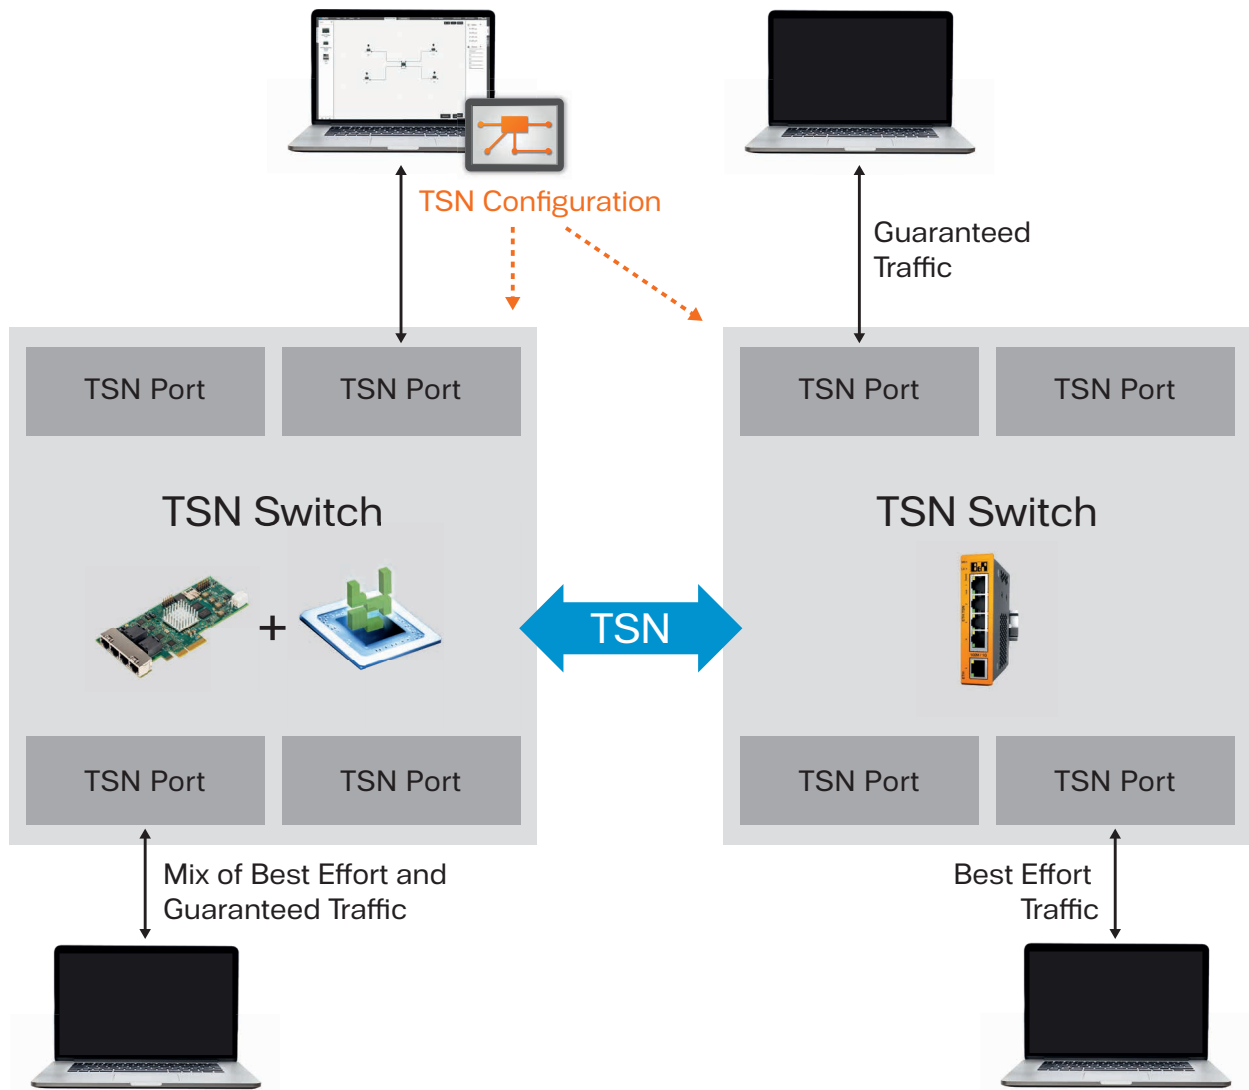 TSN Configuration
Guaranteed
Traffic
TSN Port
TSN Port
TSN Port
TSN Port
TSN Switch
TSN Switch
TSN
TSN Port
TSN Port
TSN Port
TSN Port
Mix of Best Effort and
Guaranteed Traffic
Best Effort
Traffic